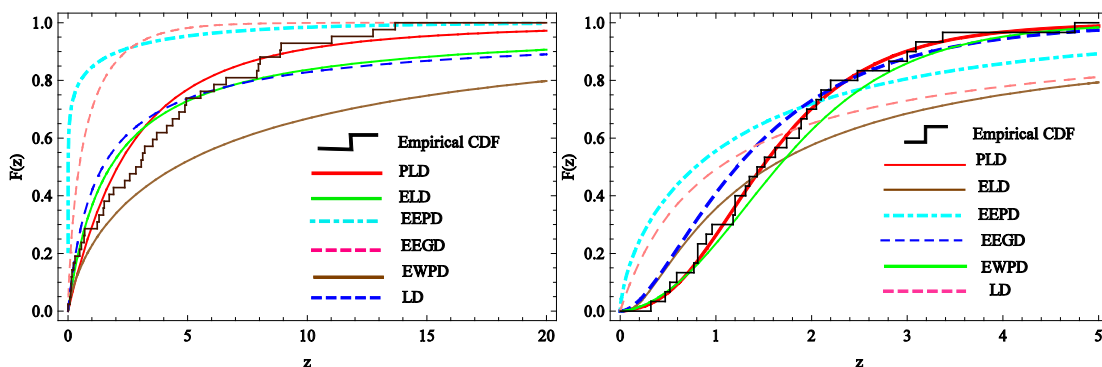 1.0
0.8
0.6
0.4
0.2
0.0
F(z)
0 5 10 15 20
z
Empirical CDF
PLD
ELD
EEPD
EEGD
EWPD
LD
1.0
0.8
0.6
0.4
0.2
0.0
F(z)
0 1 2 3 4 5
z
Empirical CDF
PLD
ELD
EEPD
EEGD
EWPD
LD